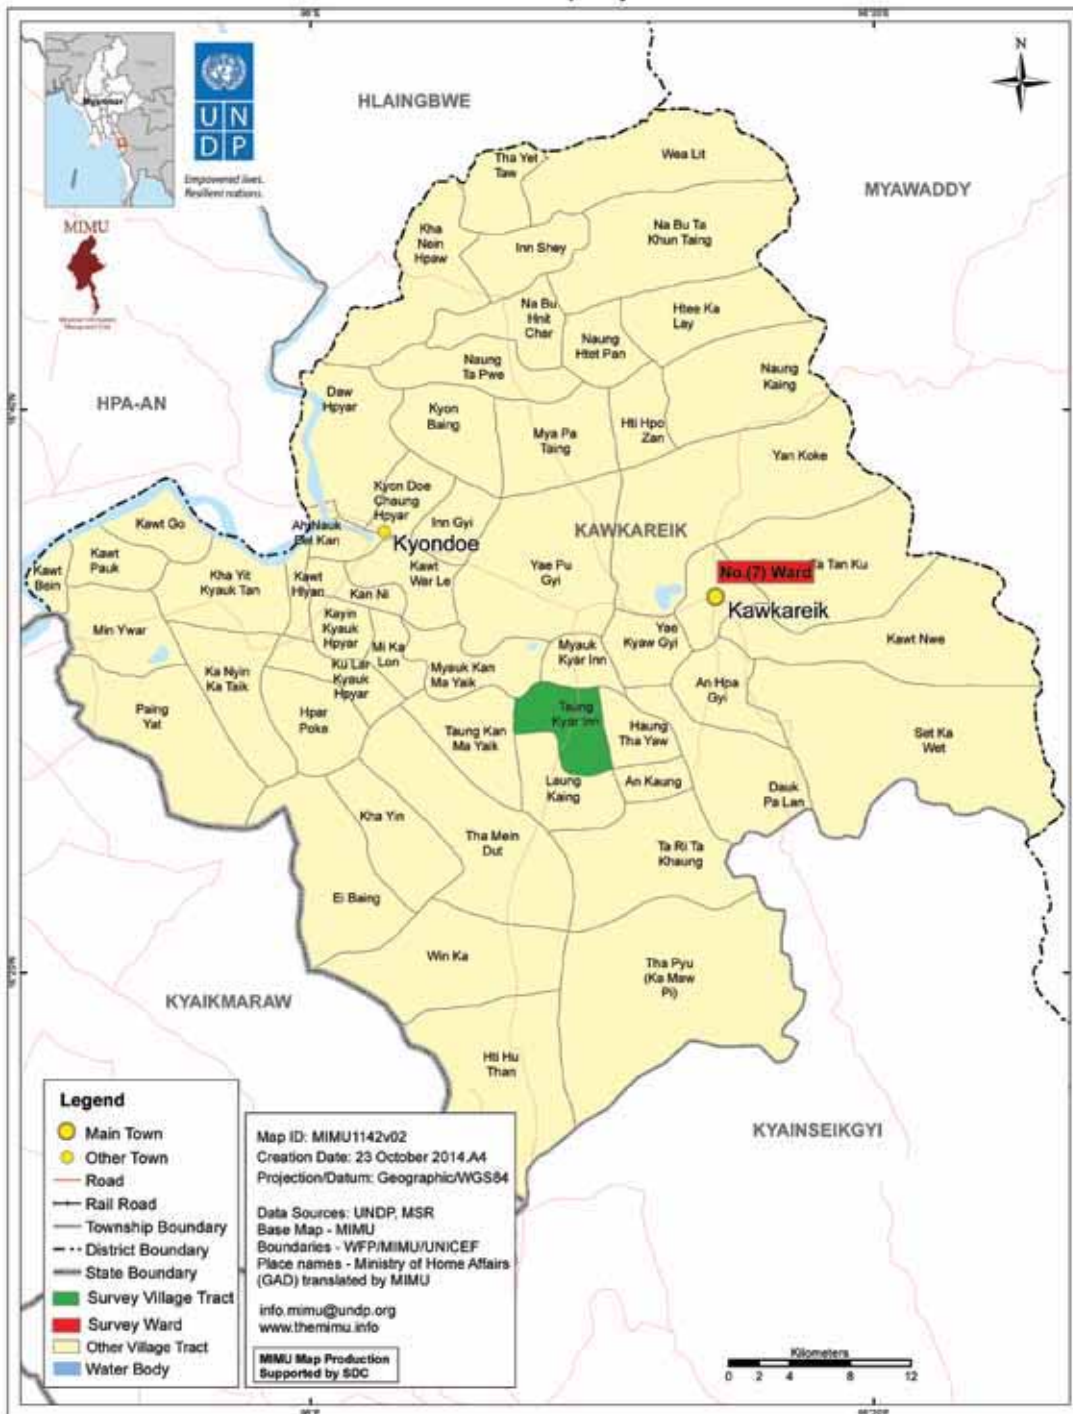 N
HLAINGBWE
MYAWADDY
Myanmar
U N
D P
Empowered lives.
Resilient nations.
MIMU
Tha Yet
Taw
Wea Lit
Kha
Nein
Hpaw
Inn Shey
Na Bu Ta
Khun Taing
Na Bu
Hnit
Char
Naung
Htet Pan
Htee Ka
Lay
Naung
Ta Pwe
Naung
Kaing
HPA-AN
Daw
Hpyar
Kyon
Baing
Mya Pa
Taing
Hti Hpo
Zan
Yan Koke
Kyon Doe
Chaung
Hpyar
Inn Gyi
KAWKAREIK
Kawt Go
Ah Nauk
Bet Kan
Kyondoe
Kawt
Pauk
Kawt
Bein
Kha Yit
Kyauk Tan
Kawt
Hlyan
Kawt
War Le
Yae Pu
Gyi
No.(7) Ward
Ta Tan Ku
Kan Ni
Kawkareik
Min Ywar
Kayin
Kyauk
Hpyar
Mi Ka
Lon
Myauk
Kyar Inn
Yae
Kyaw Gyi
Kawt Nwe
Ka Nyin
Ka Taik
Ku Lar
Kyauk
Hpyar
Myauk Kan
Ma Yaik
An Hpa
Gyi
Paing
Yat
Hpar
Poke
Taung Kan
Ma Yaik
Taung
Kyar Inn
Haung
Tha Yaw
Set Ka
Wet
Laung
Kaing
An Kaung
Dauk
Pa Lan
Kha Yin
Tha Mein
Dut
Ta Ri Ta
Khaung
Ei Baing
Win Ka
Tha Pyu
(Ka Maw
Pi)
KYAIKMARAW
Hti Hu
Than
KYAINSEIKGYI
Legend
Main Town
Other Town
Road
Rail Road
Township Boundary
District Boundary
State Boundary
Survey Village Tract
Survey Ward
Other Village Tract
Water Body
Map ID: MIMU1142v02
Creation Date: 23 October 2014.A4
Projection/Datum: Geographic/WGS84
Data Sources: UNDP, MSR
Base Map - MIMU
Boundaries - WFP/MIMU/UNICEF
Place names - Ministry of Home Affairs
(GAD) translated by MIMU
info.mimu@undp.org
www.themimu.info
MIMU Map Production
Supported by SDC
Kilometers
0 2 4 8 12